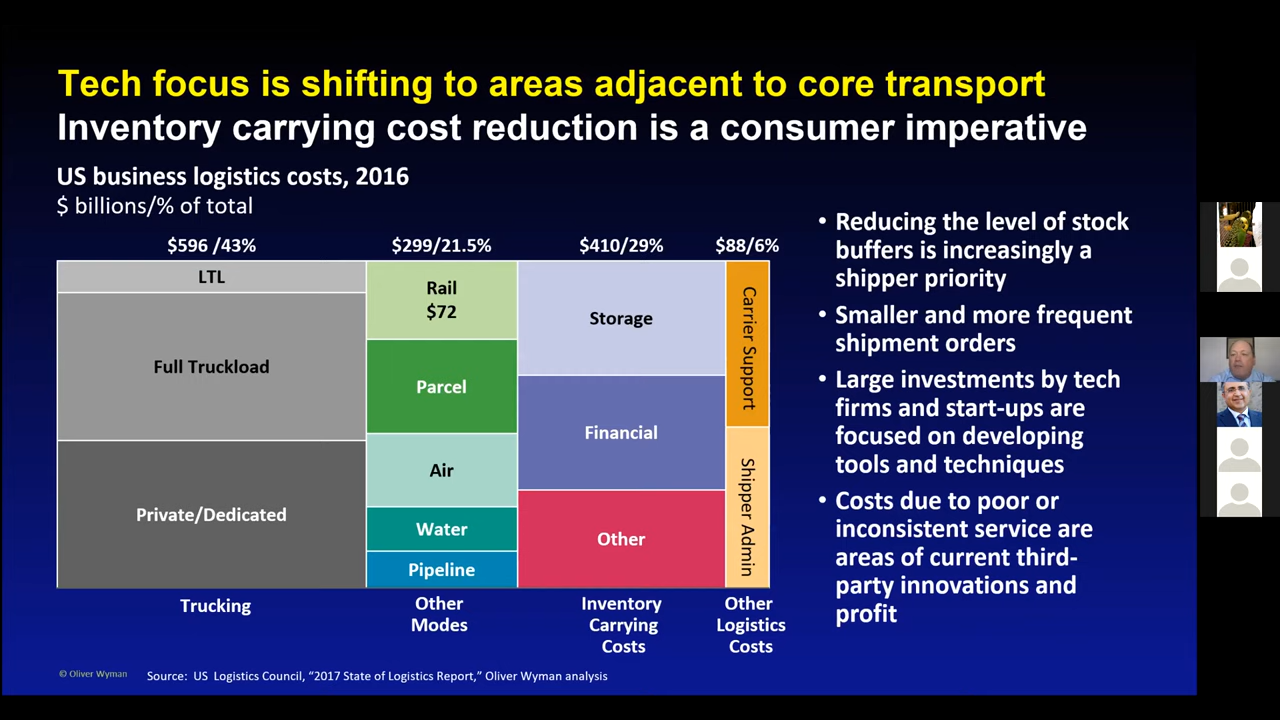 Tech focus is shifting to areas adjacent to core transport
Inventory carrying cost reduction is a consumer imperative
US business logistics costs, 2016
$ billions/% of total
$596 /43%
$299/21.5%
$410/29%
$88/6%
LTL
Full Truckload
Private/Dedicated
Rail
$72
Parcel
Air
Water
Pipeline
Storage
Financial
Other
Carrier Support
Shipper Admin
Trucking
Other
Modes
Inventory
Carrying
Costs
Other
Logistics
Costs
• Reducing the level of stock
buffers is increasingly a
shipper priority
• Smaller and more frequent
shipment orders
• Large investments by tech
firms and start-ups are
focused on developing
tools and techniques
• Costs due to poor or
inconsistent service are
areas of current third-
party innovations and
profit
© Oliver Wyman
Source: US Logistics Council, “2017 State of Logistics Report,” Oliver Wyman analysis